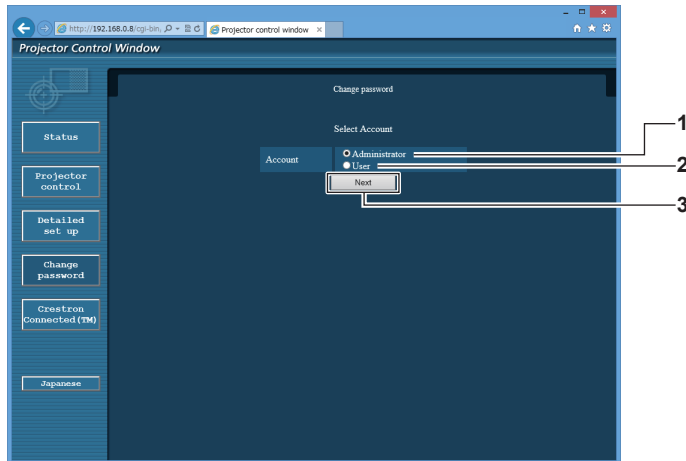 http://192.168.0.8/cgi-bin,
Projector control window
Projector Control Window
Change password
Select Account
Account
Administrator
User
Next
Status
Projector
control
Detailed
set up
Change
password
Crestron
Connected(TM)
Japanese
1
2
3